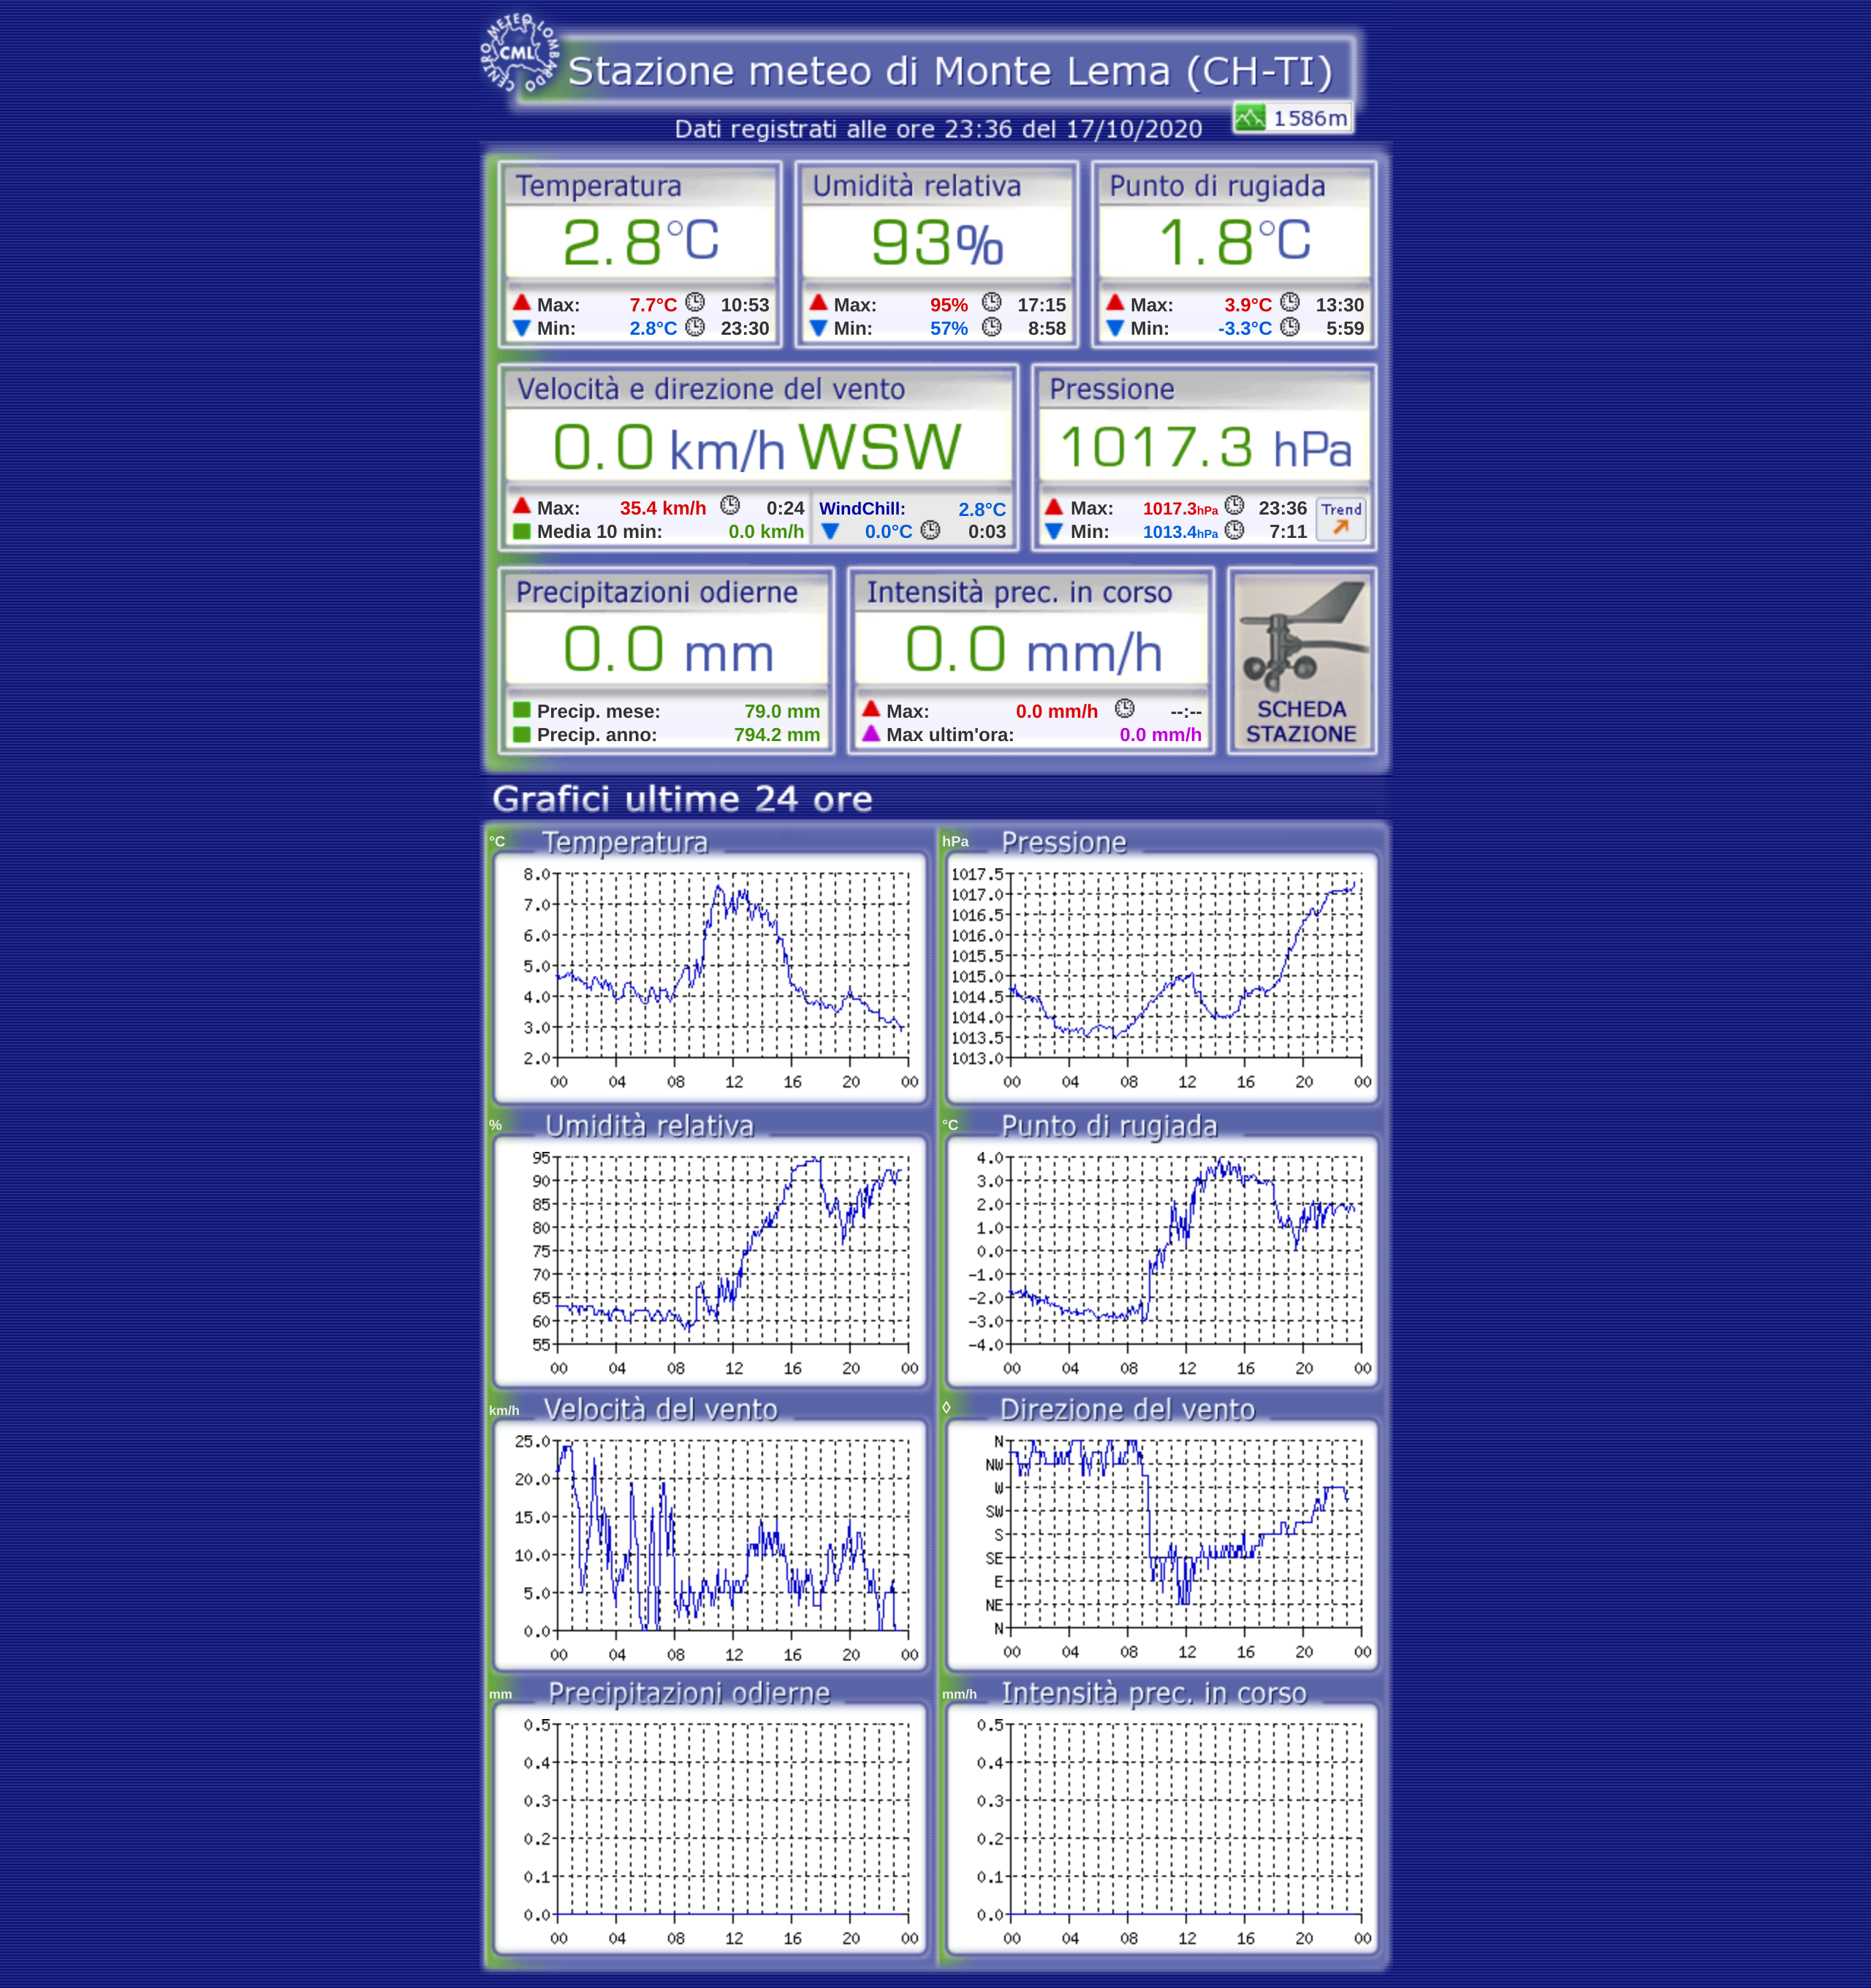 CENTRO METEO LOMBARDO
CML
Stazione meteo di Monte Lema (CH-TI)
1586m
Dati registrati alle ore 23:36 del 17/10/2020
Temperatura Umidità relativa Punto di rugiada
2.8°C 93% 1.8°C
Max: 7.7°C 10:53 Max: 95% 17:15 Max: 3.9°C 13:30
Min: 2.8°C 23:30 Min: 57% 8:58 Min: -3.3°C 5:59
Velocità e direzione del vento Pressione
0.0 km/h WSW 1017.3 hPa
Max: 35.4 km/h 0:24 WindChill: 2.8°C Max: 1017.3hPa 23:36 Trend
Media 10 min: 0.0 km/h 0.0°C 0:03 Min: 1013.4hPa 7:11
Precipitazioni odierne Intensità prec. in corso
0.0 mm 0.0 mm/h
Precip. mese: 79.0 mm Max: 0.0 mm/h --:-- SCHEDA
Precip. anno: 794.2 mm Max ultim'ora: 0.0 mm/h STAZIONE
Grafici ultime 24 ore
°C Temperatura
8.0
7.0
6.0
5.0
4.0
3.0
2.0
00 04 08 12 16 20 00
hPa Pressione
1017.5
1017.0
1016.5
1016.0
1015.5
1015.0
1014.5
1014.0
1013.5
1013.0
00 04 08 12 16 20 00
% Umidità relativa
95
90
85
80
75
70
65
60
55
00 04 08 12 16 20 00
°C Punto di rugiada
4.0
3.0
2.0
1.0
0.0
-1.0
-2.0
-3.0
-4.0
00 04 08 12 16 20 00
km/h Velocità del vento
25.0
20.0
15.0
10.0
5.0
0.0
00 04 08 12 16 20 00
◊ Direzione del vento
N
NW
W
SW
S
SE
E
NE
N
00 04 08 12 16 20 00
mm Precipitazioni odierne
0.5
0.4
0.3
0.2
0.1
0.0
00 04 08 12 16 20 00
mm/h Intensità prec. in corso
0.5
0.4
0.3
0.2
0.1
0.0
00 04 08 12 16 20 00